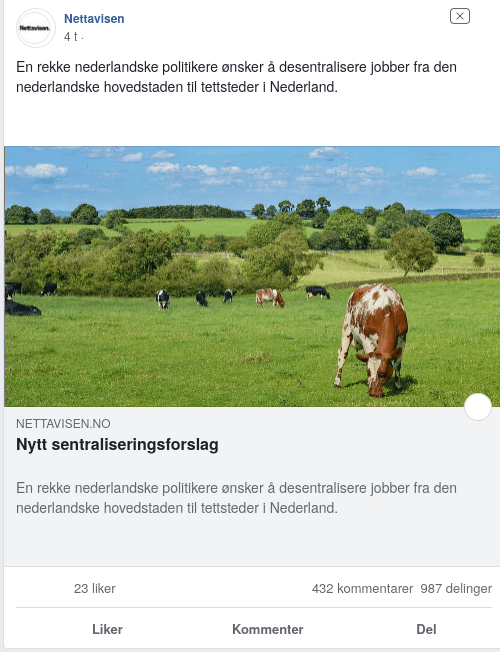 Nettavisen.
Nettavisen
4 t ·
En rekke nederlandske politikere ønsker å desentralisere jobber fra den
nederlandske hovedstaden til tettsteder i Nederland.
NETTAVISEN.NO
Nytt sentraliseringsforslag
En rekke nederlandske politikere ønsker å desentralisere jobber fra den
nederlandske hovedstaden til tettsteder i Nederland.
23 liker
432 kommentarer 987 delinger
Liker
Kommenter
Del